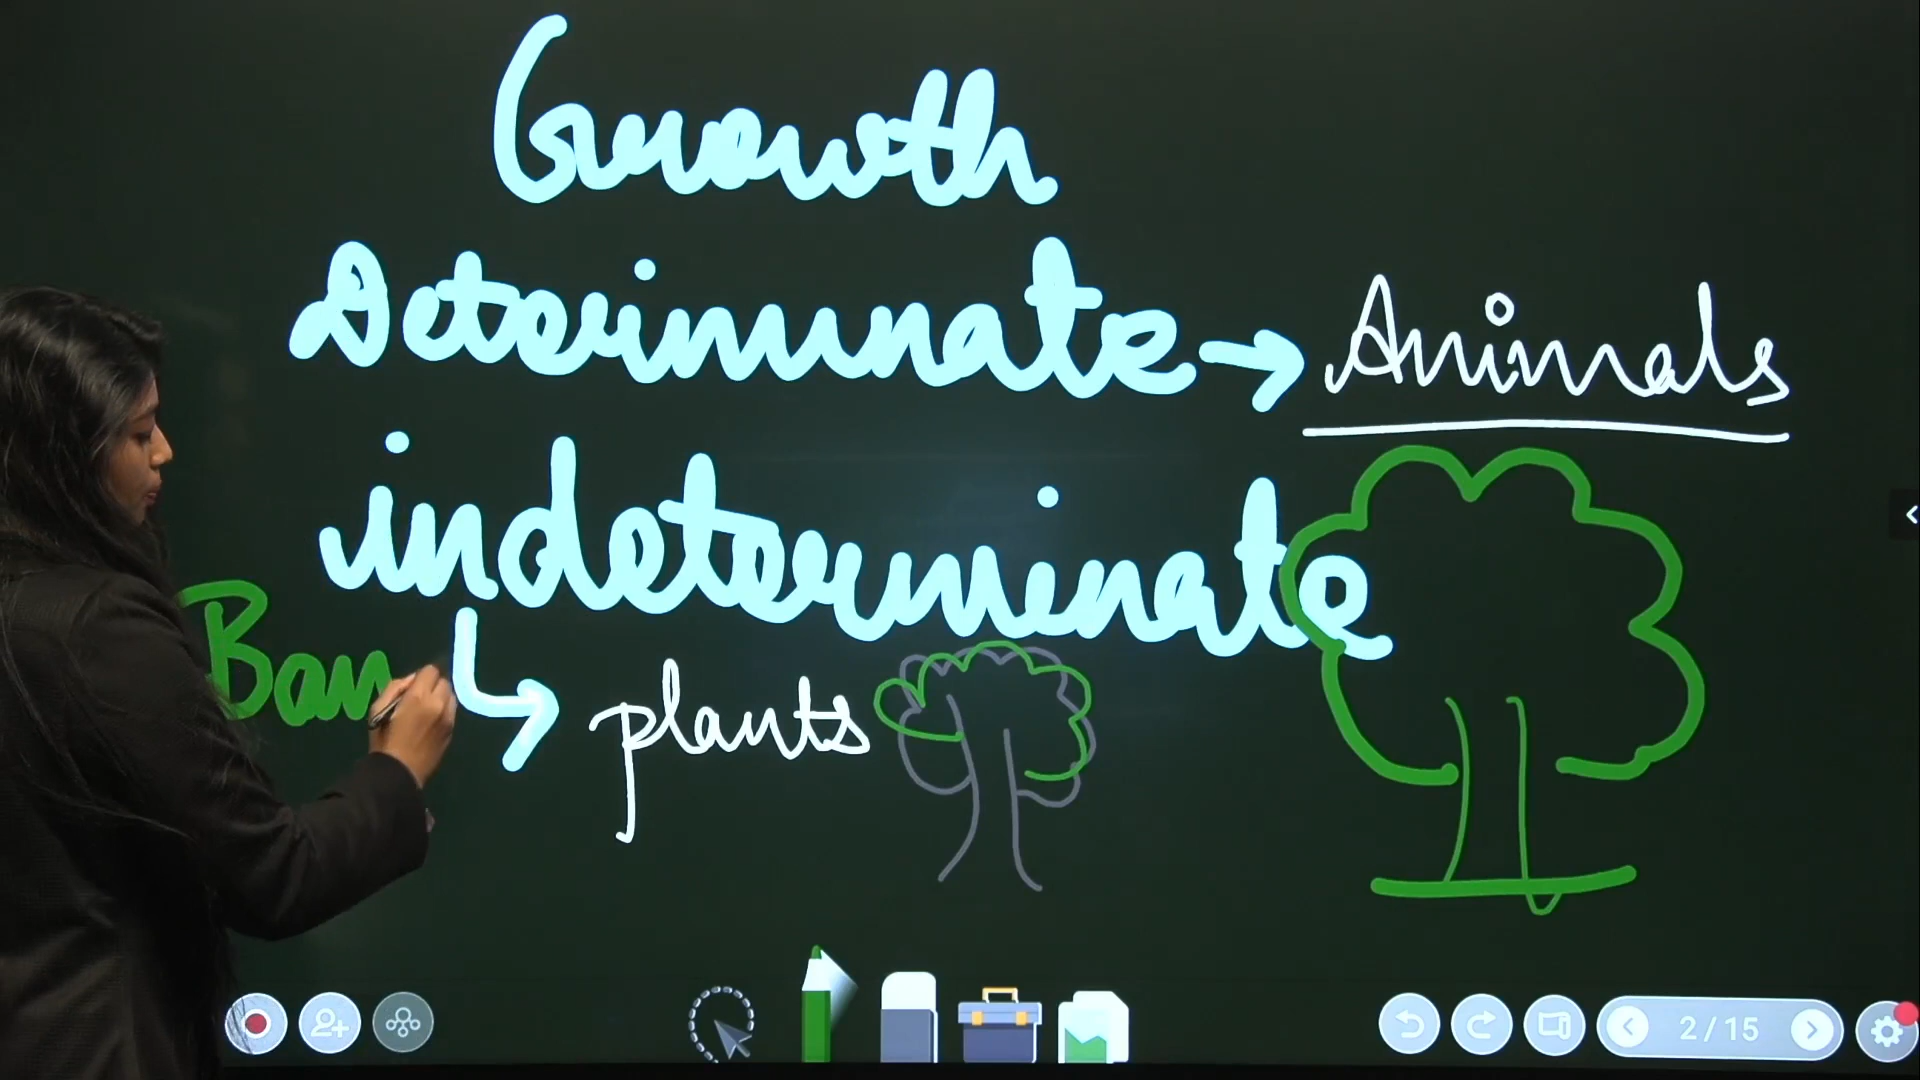 Growth
Determinate → Animals
indeterminate
Ban
plants
2/15